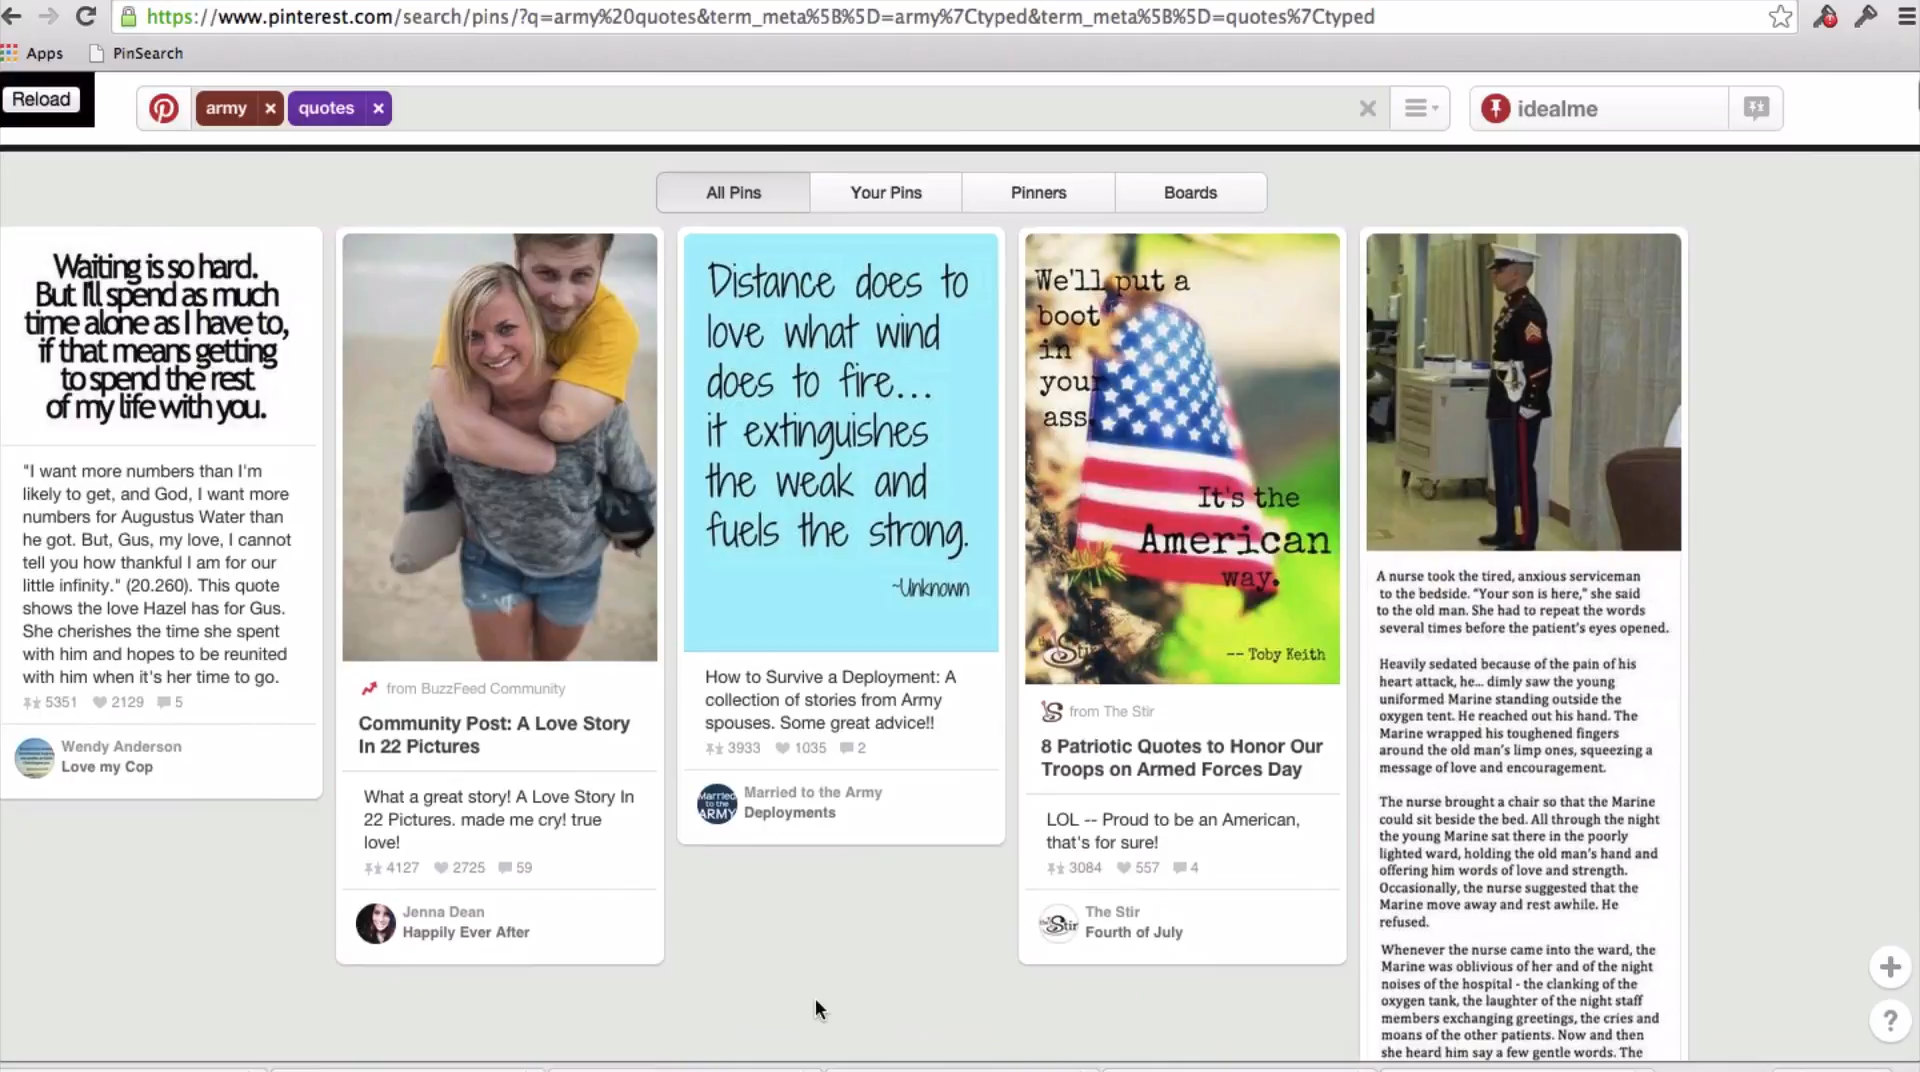 https://www.pinterest.com/search/pins/?q=army%20quotes&term_meta%5B%5D=army%7Ctyped&term_meta%5B%5D=quotes%7Ctyped
Apps
PinSearch
Reload
army ×
quotes ×
idealme
All Pins
Your Pins
Pinners
Boards
Waiting is so hard.
But I'll spend as much
time alone as I have to,
if that means getting
to spend the rest
of my life with you.
"I want more numbers than I'm
likely to get, and God, I want more
numbers for Augustus Water than
he got. But, Gus, my love, I cannot
tell you how thankful I am for our
little infinity." (20.260). This quote
shows the love Hazel has for Gus.
She cherishes the time she spent
with him and hopes to be reunited
with him when it's her time to go.
5351 2129 5
Wendy Anderson
Love my Cop
from BuzzFeed Community
Community Post: A Love Story
In 22 Pictures
What a great story! A Love Story In
22 Pictures. made me cry! true
love!
4127 2725 59
Jenna Dean
Happily Ever After
Distance does to
love what wind
does to fire...
it extinguishes
the weak and
fuels the strong.
~Unknown
How to Survive a Deployment: A
collection of stories from Army
spouses. Some great advice!!
3933 1035 2
Married
to the
ARMY
Married to the Army
Deployments
We'll put a
boot
in
your
ass.
It's the
American
way.
-- Toby Keith
from The Stir
8 Patriotic Quotes to Honor Our
Troops on Armed Forces Day
LOL -- Proud to be an American,
that's for sure!
3084 557 4
The Stir
Fourth of July
A nurse took the tired, anxious serviceman
to the bedside. "Your son is here," she said
to the old man. She had to repeat the words
several times before the patient's eyes opened.
Heavily sedated because of the pain of his
heart attack, he... dimly saw the young
uniformed Marine standing outside the
oxygen tent. He reached out his hand. The
Marine wrapped his toughened fingers
around the old man's limp ones, squeezing a
message of love and encouragement.
The nurse brought a chair so that the Marine
could sit beside the bed. All through the night
the young Marine sat there in the poorly
lighted ward, holding the old man's hand and
offering him words of love and strength.
Occasionally, the nurse suggested that the
Marine move away and rest awhile. He
refused.
Whenever the nurse came into the ward, the
Marine was oblivious of her and of the night
noises of the hospital - the clanking of the
oxygen tank, the laughter of the night staff
members exchanging greetings, the cries and
moans of the other patients. Now and then
she heard him say a few gentle words. The